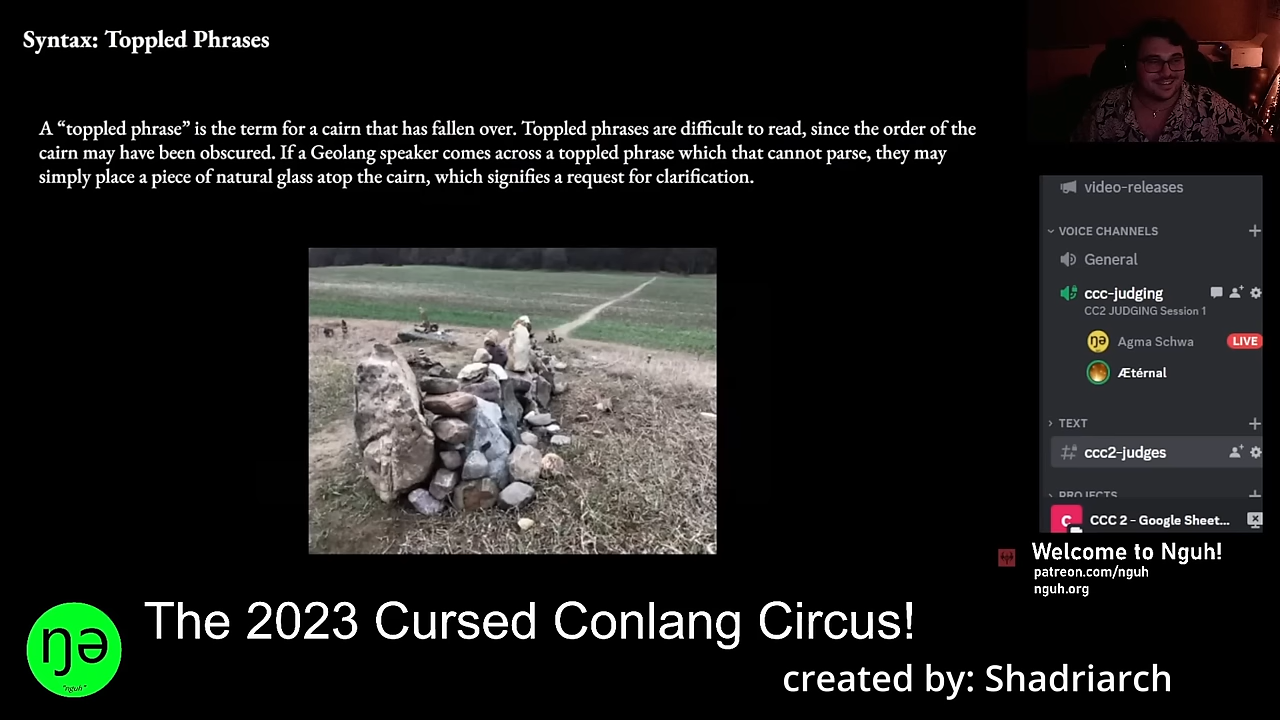 Syntax: Toppled Phrases
A “toppled phrase” is the term for a cairn that has fallen over. Toppled phrases are difficult to read, since the order of the
cairn may have been obscured. If a Geolang speaker comes across a toppled phrase which that cannot parse, they may
simply place a piece of natural glass atop the cairn, which signifies a request for clarification.
video-releases
VOICE CHANNELS
General
ccc-judging
CC2 JUDGING Session 1
ŋə Agma Schwa LIVE
Ætérnal
TEXT
ccc2-judges
PROJECTS
C CCC 2 - Google Sheet...
Welcome to Nguh!
patreon.com/nguh
nguh.org
The 2023 Cursed Conlang Circus!
ŋə
"nguh"
created by: Shadriarch